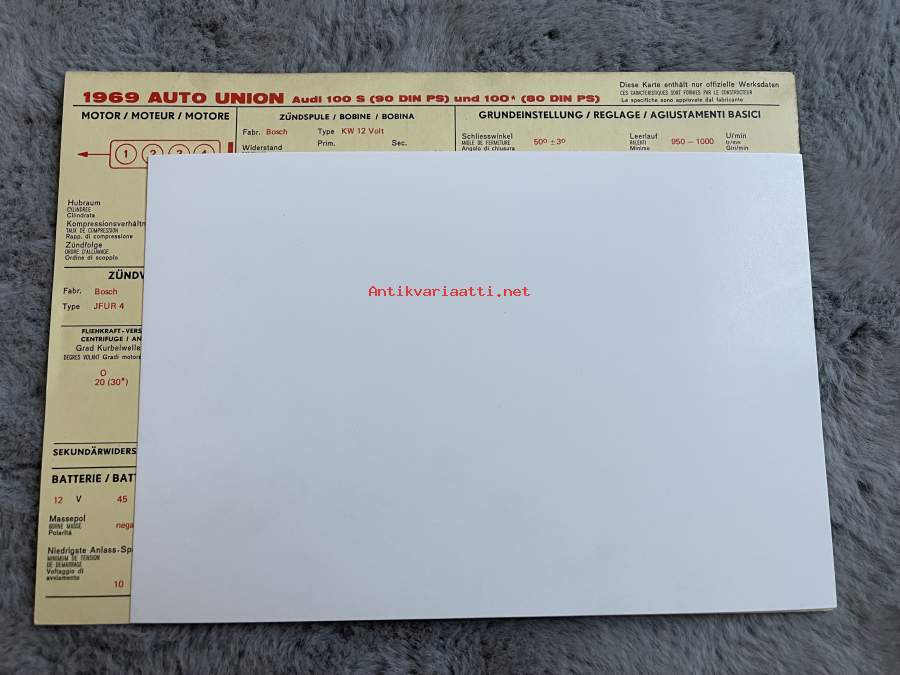 1969 AUTO UNION Audi 100 S (90 DIN PS) und 100* (80 DIN PS)
Diese Karte enthält nur offizielle Werksdaten
CES CARACTERISTIQUES SONT FORMES PAR LE CONSTRUCTEUR
Le specifiche sono approvate dal fabricante
MOTOR / MOTEUR / MOTORE
1 2 3 4
Hubraum
CYLINDREE
Cilindrata
Kompressionsverhältn
TAUX DE COMPRESSION
Rapp. di compressione
Zündfolge
ORDRE D'ALLUMAGE
Ordine di scoppio
ZÜNDSPULE / BOBINE / BOBINA
Fabr. Bosch Type KW 12 Volt
Widerstand Prim. Sec.
GRUNDEINSTELLUNG / REGLAGE / AGIUSTAMENTI BASICI
Schliesswinkel
ANGLE DE FERMETURE
Angolo di chiusura
50° ±3°
Leerlauf
RALENTI
Minimo
950 — 1000
U/min
tr/mn
Giri/min
ZÜNDV
Fabr. Bosch
Type JFUR 4
FLIEHKRAFT-VERS
CENTRIFUGE / AN
Grad Kurbelwelle
DEGRES VOLANT Gradi motore
0
20 (30*)
SEKUNDÄRWIDERS
BATTERIE / BATT
12 V 45
Massepol
BORNE MASSE
Polarità
nega
Niedrigste Anlass-Sp
MINIMUM DE TENSION
DE DEMARRAGE
Voltaggio di
avviamento
10
Antikvariaatti.net